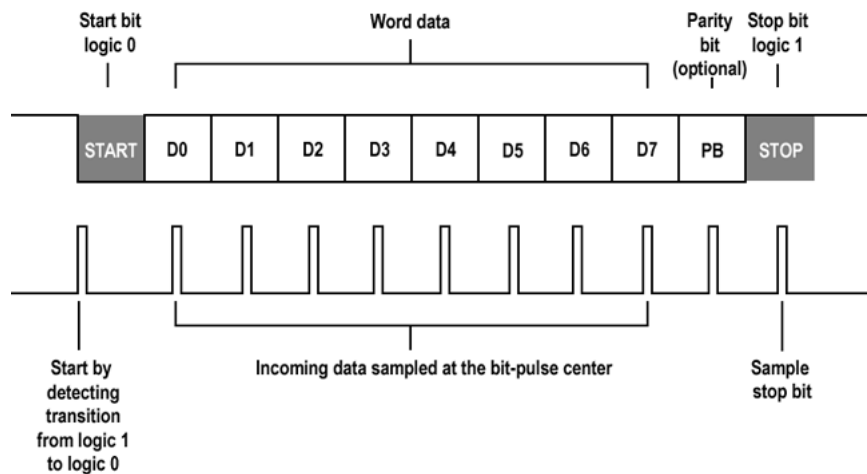 Start bit
logic 0
Word data
Parity
bit
(optional)
Stop bit
logic 1
START
D0
D1
D2
D3
D4
D5
D6
D7
PB
STOP
Start by
detecting
transition
from logic 1
to logic 0
Incoming data sampled at the bit-pulse center
Sample
stop bit